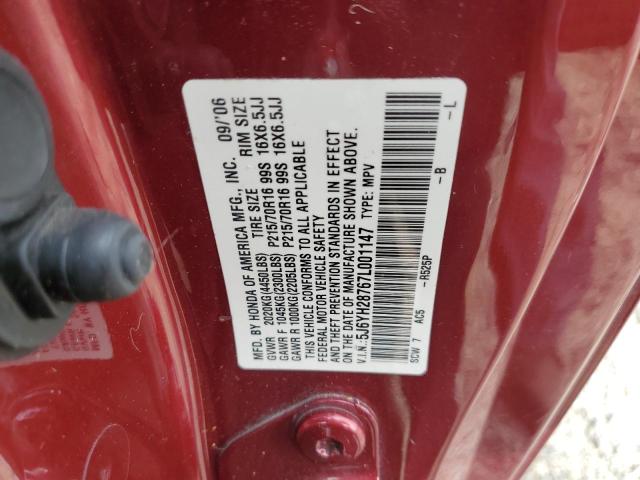 MFD. BY HONDA OF AMERICA MFG., INC. 09/'06
TIRE SIZE RIM SIZE
GVWR 2020KG(4450LBS) P215/70R16 99S 16X6.5JJ
GAWR F 1045KG(2300LBS) P215/70R16 99S 16X6.5JJ
GAWR R 1000KG(2205LBS)
THIS VEHICLE CONFORMS TO ALL APPLICABLE
FEDERAL MOTOR VEHICLE SAFETY
AND THEFT PREVENTION STANDARDS IN EFFECT
ON THE DATE OF MANUFACTURE SHOWN ABOVE.
V.I.N.:5J6YH28767L001147 TYPE: MPV
SCW 7 AC5 -R525P -B -L